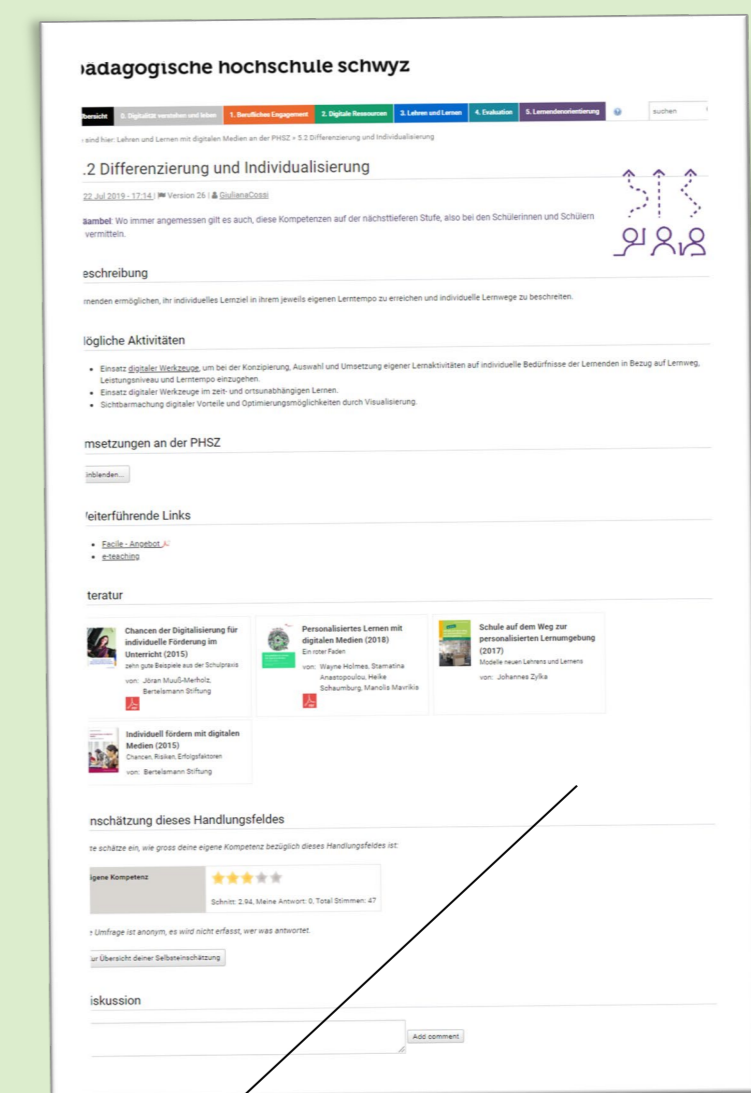 pädagogische hochschule schwyz
Übersicht 0. Digitalität verstehen und leben 1. Berufliches Engagement 2. Digitale Ressourcen 3. Lehren und Lernen 4. Evaluation 5. Lernendenorientierung suchen
sind hier: Lehren und Lernen mit digitalen Medien an der PHSZ » 5.2 Differenzierung und Individualisierung
.2 Differenzierung und Individualisierung
22 Jul 2019 - 17:14 | Version 26 | GiulianaCossi
äambel: Wo immer angemessen gilt es auch, diese Kompetenzen auf der nächsttieferen Stufe, also bei den Schülerinnen und Schülern
vermitteln.
eschreibung
rnenden ermöglichen, ihr individuelles Lernziel in ihrem jeweils eigenen Lerntempo zu erreichen und individuelle Lernwege zu beschreiten.
lögliche Aktivitäten
• Einsatz digitaler Werkzeuge, um bei der Konzipierung, Auswahl und Umsetzung eigener Lernaktivitäten auf individuelle Bedürfnisse der Lernenden in Bezug auf Lernweg,
Leistungsniveau und Lerntempo einzugehen.
• Einsatz digitaler Werkzeuge im zeit- und ortsunabhängigen Lernen.
• Sichtbarmachung digitaler Vorteile und Optimierungsmöglichkeiten durch Visualisierung.
msetzungen an der PHSZ
inblenden...
eiterführende Links
• Facile - Angebot
• e-teaching
teratur
Chancen der Digitalisierung für
individuelle Förderung im
Unterricht (2015)
zehn gute Beispiele aus der Schulpraxis
von: Jöran Muuß-Merholz,
Bertelsmann Stiftung
Personalisiertes Lernen mit
digitalen Medien (2018)
Ein roter Faden
von: Wayne Holmes, Stamatina
Anastopoulou, Heike
Schaumburg, Manolis Mavrikis
Schule auf dem Weg zur
personalisierten Lernumgebung
(2017)
Modelle neuen Lehrens und Lernens
von: Johannes Zylka
Individuell fördern mit digitalen
Medien (2015)
Chancen, Risiken, Erfolgsfaktoren
von: Bertelsmann Stiftung
nschätzung dieses Handlungsfeldes
te schätze ein, wie gross deine eigene Kompetenz bezüglich dieses Handlungsfeldes ist:
igene Kompetenz
Schnitt: 2.94, Meine Antwort: 0, Total Stimmen: 47
Umfrage ist anonym, es wird nicht erfasst, wer was antwortet.
ur Übersicht deiner Selbsteinschätzung
iskussion
Add comment